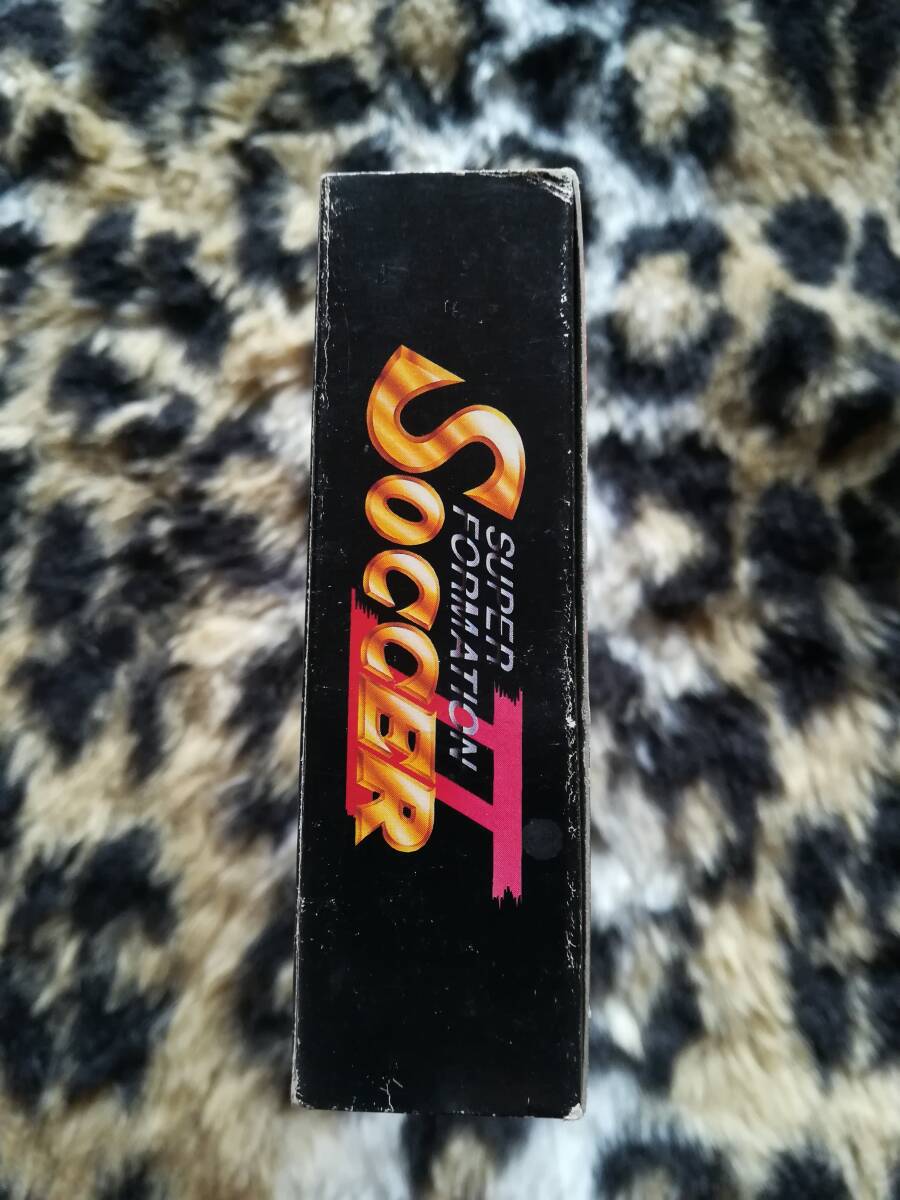 SUPER
FORMATION
SOCCER
II